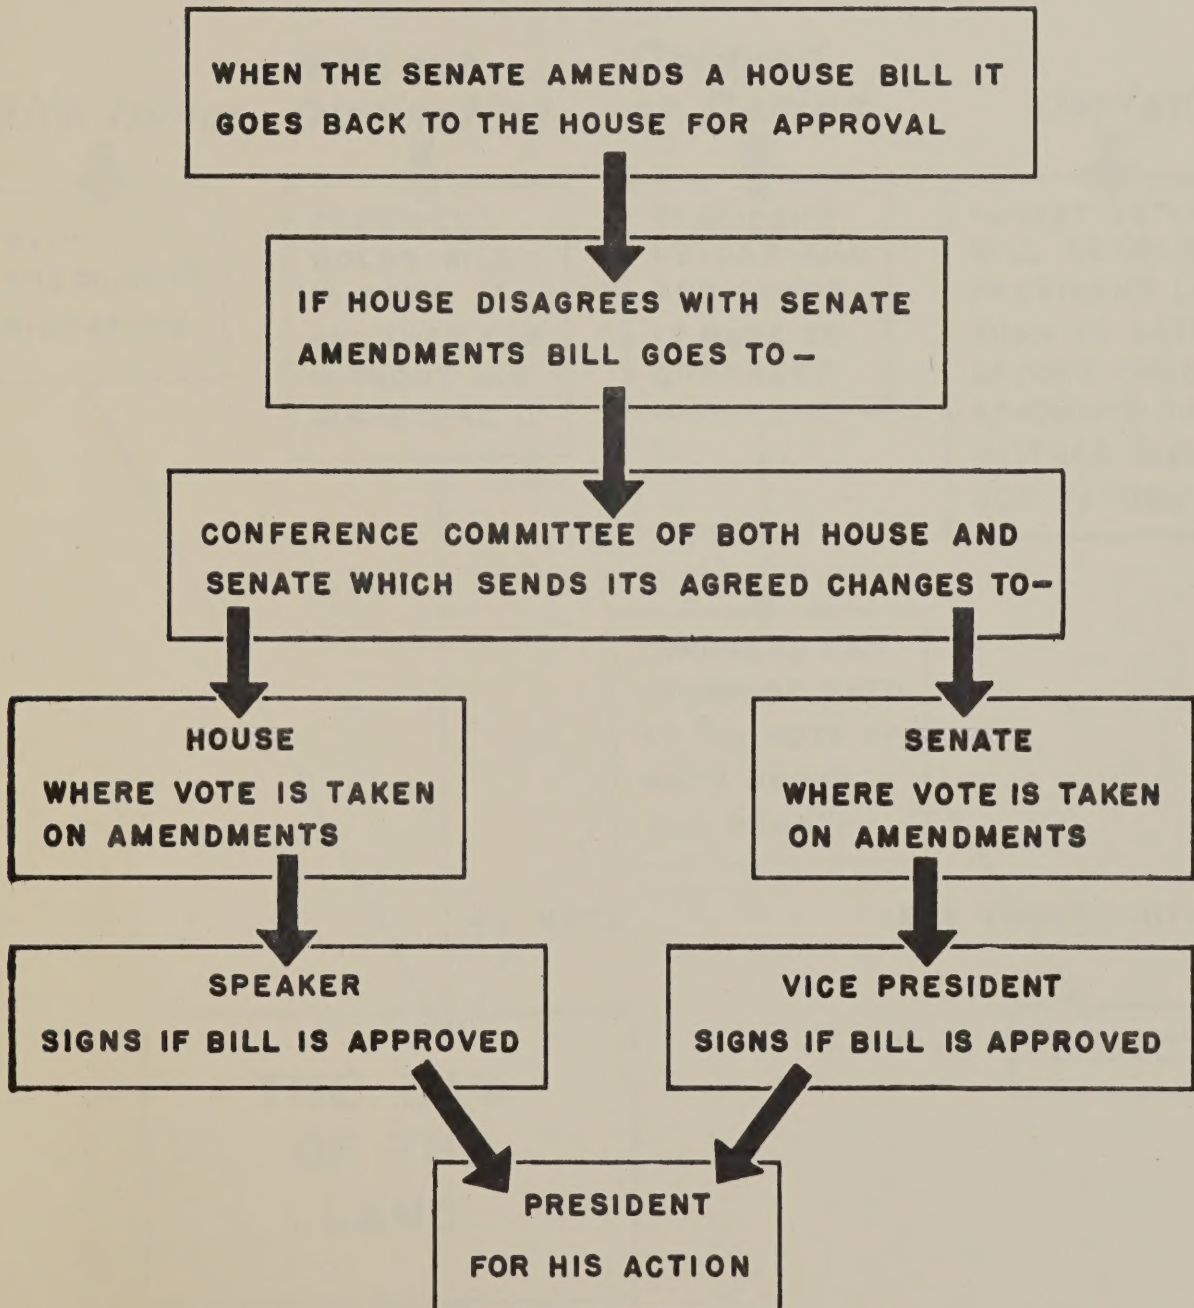 WHEN THE SENATE AMENDS A HOUSE BILL IT
GOES BACK TO THE HOUSE FOR APPROVAL
IF HOUSE DISAGREES WITH SENATE
AMENDMENTS BILL GOES TO—
CONFERENCE COMMITTEE OF BOTH HOUSE AND
SENATE WHICH SENDS ITS AGREED CHANGES TO—
HOUSE
WHERE VOTE IS TAKEN
ON AMENDMENTS
SENATE
WHERE VOTE IS TAKEN
ON AMENDMENTS
SPEAKER
SIGNS IF BILL IS APPROVED
VICE PRESIDENT
SIGNS IF BILL IS APPROVED
PRESIDENT
FOR HIS ACTION